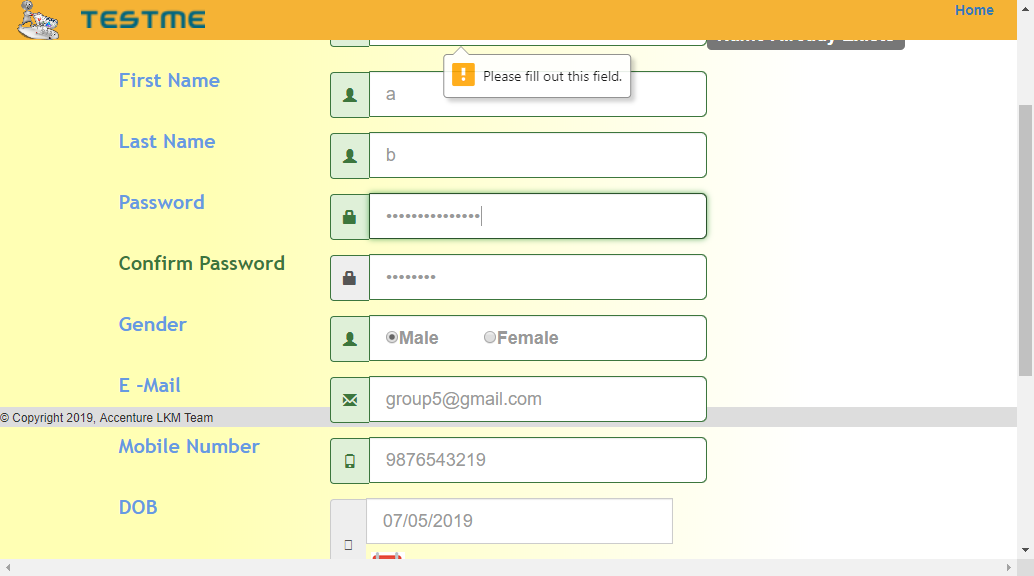 TESTME
Home
Name Already Exists
Please fill out this field.
First Name
a
Last Name
b
Password
•••••••••••••••
Confirm Password
••••••••
Gender
Male Female
E -Mail
group5@gmail.com
© Copyright 2019, Accenture LKM Team
Mobile Number
9876543219
DOB
07/05/2019